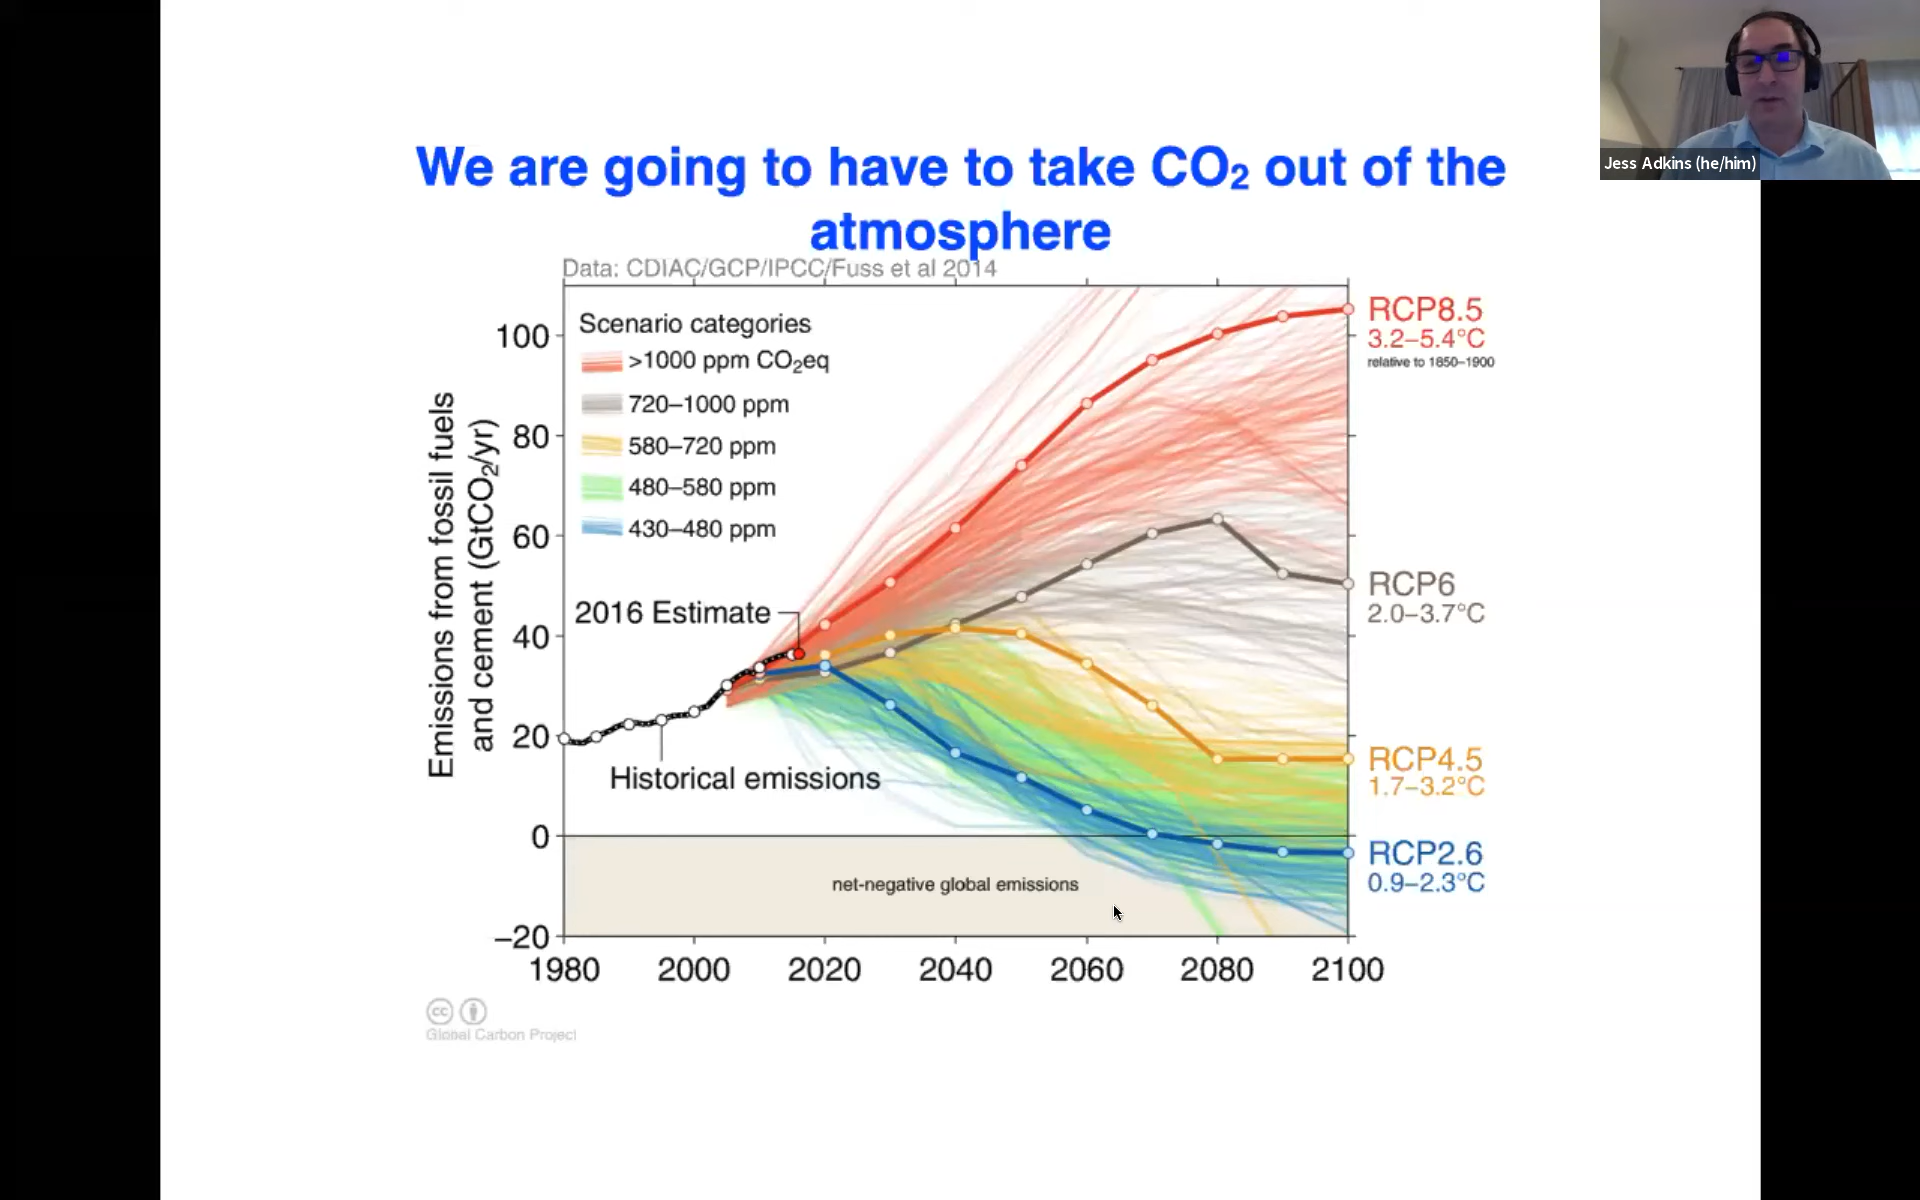 We are going to have to take CO₂ out of the
atmosphere
Jess Adkins (he/him)
Data: CDIAC/GCP/IPCC/Fuss et al 2014
Scenario categories
>1000 ppm CO₂eq
720–1000 ppm
580–720 ppm
480–580 ppm
430–480 ppm
2016 Estimate
Historical emissions
net-negative global emissions
Emissions from fossil fuels
and cement (GtCO₂/yr)
100
80
60
40
20
0
–20
1980 2000 2020 2040 2060 2080 2100
RCP8.5
3.2–5.4°C
relative to 1850–1900
RCP6
2.0–3.7°C
RCP4.5
1.7–3.2°C
RCP2.6
0.9–2.3°C
cc
Global Carbon Project